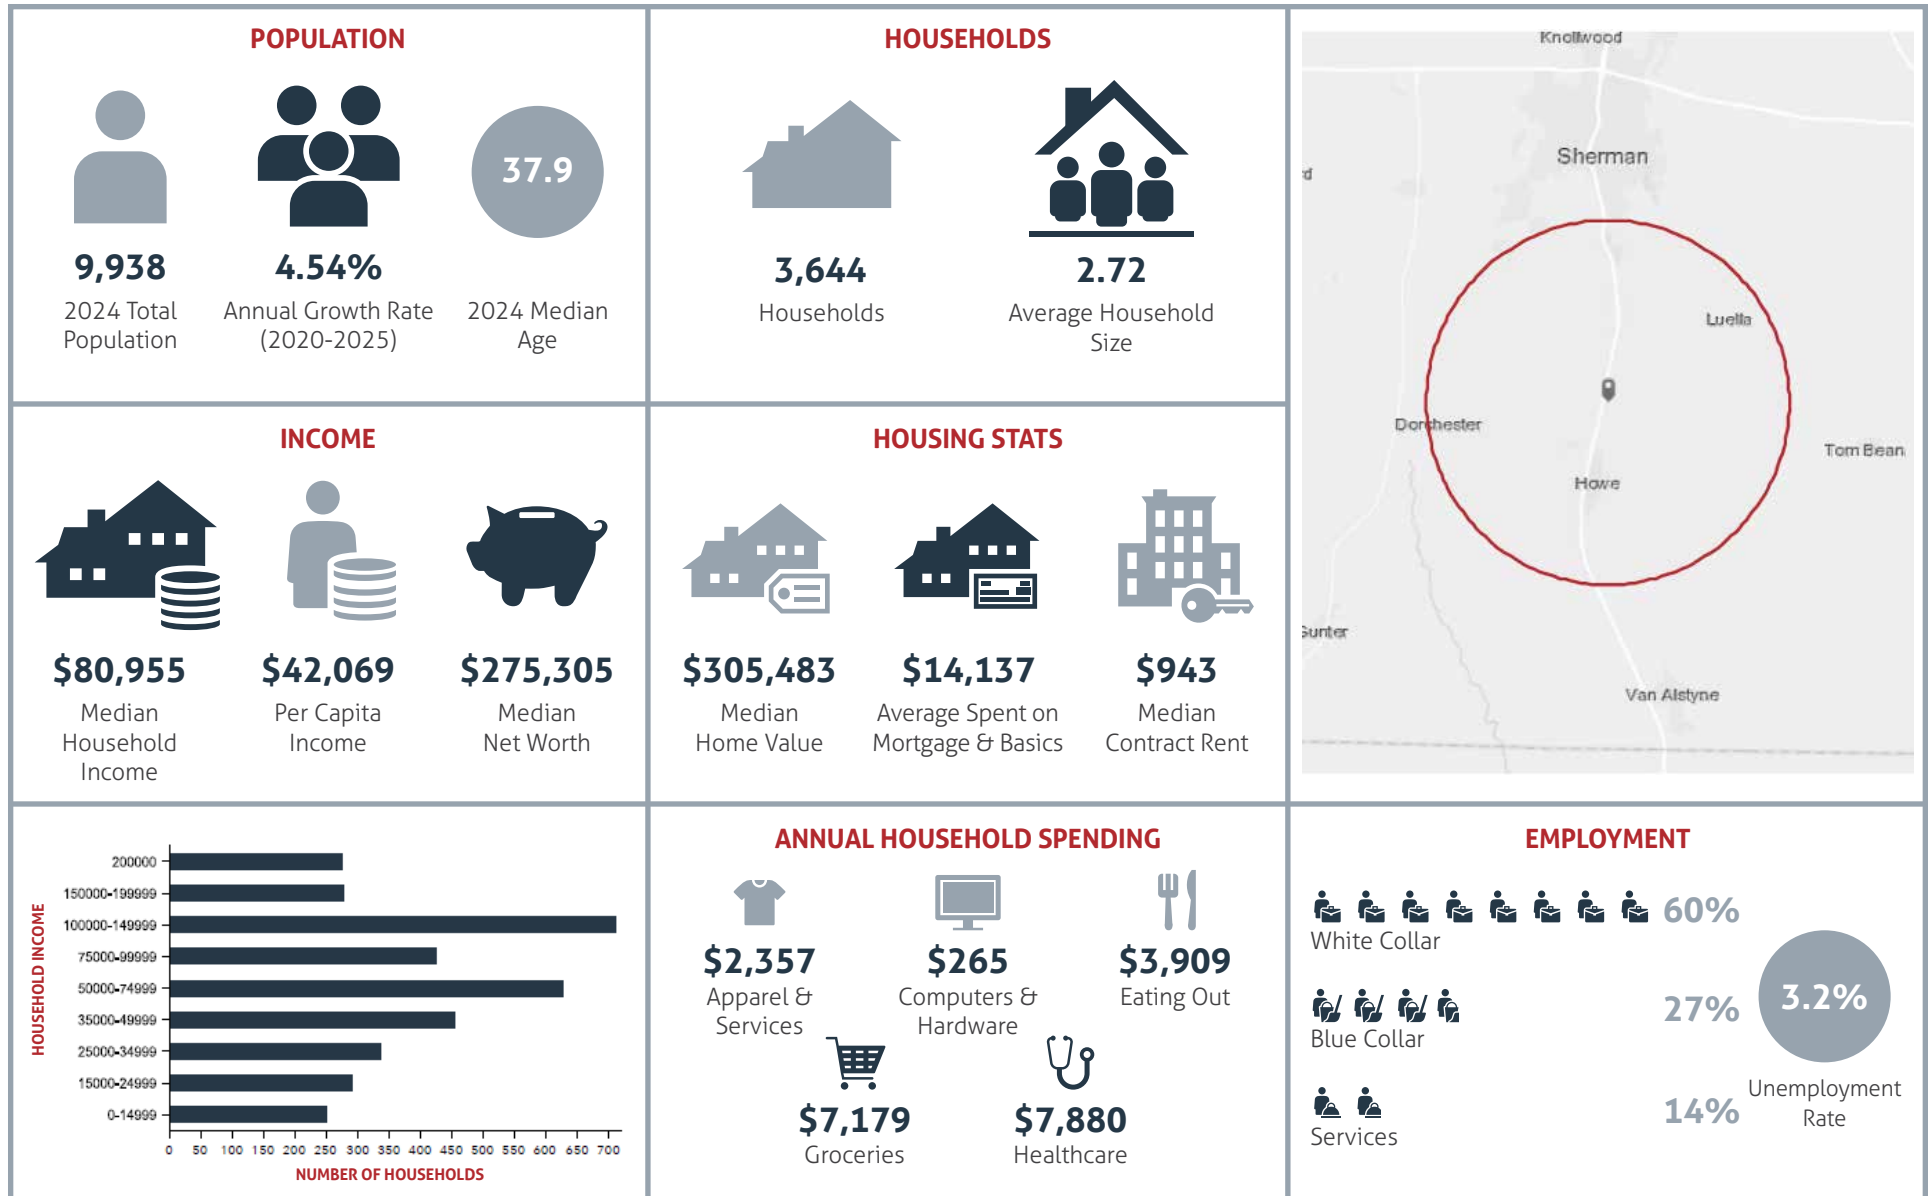 POPULATION
37.9
9,938
4.54%
2024 Total
Population
Annual Growth Rate
(2020-2025)
2024 Median
Age
HOUSEHOLDS
3,644
2.72
Households
Average Household
Size
Knollwood
Sherman
rd
Luella
Dorchester
Tom Bean
Howe
Gunter
Van Alstyne
INCOME
$80,955
$42,069
$275,305
Median
Household
Income
Per Capita
Income
Median
Net Worth
HOUSING STATS
$305,483
$14,137
$943
Median
Home Value
Average Spent on
Mortgage & Basics
Median
Contract Rent
HOUSEHOLD INCOME
200000
150000-199999
100000-149999
75000-99999
50000-74999
35000-49999
25000-34999
15000-24999
0-14999
0 50 100 150 200 250 300 350 400 450 500 550 600 650 700
NUMBER OF HOUSEHOLDS
ANNUAL HOUSEHOLD SPENDING
$2,357
Apparel &
Services
$265
Computers &
Hardware
$3,909
Eating Out
$7,179
Groceries
$7,880
Healthcare
EMPLOYMENT
60%
White Collar
27%
Blue Collar
14%
Services
3.2%
Unemployment
Rate